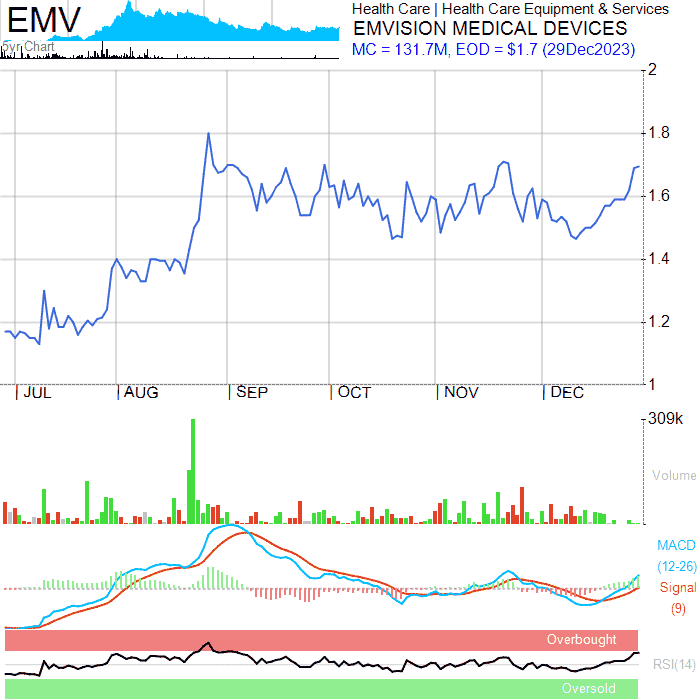 EMV
5yr Chart
Health Care | Health Care Equipment & Services
EMVISION MEDICAL DEVICES
MC = 131.7M, EOD = $1.7 (29Dec2023)
2
1.8
1.6
1.4
1.2
1
JUL AUG SEP OCT NOV DEC
309k
Volume
MACD
(12-26)
Signal
(9)
Overbought
RSI(14)
Oversold